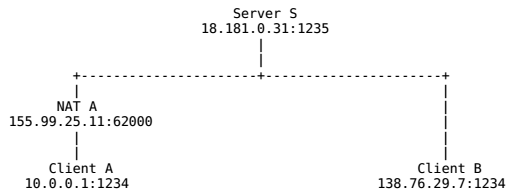 Server S
18.181.0.31:1235
NAT A
155.99.25.11:62000
Client A
10.0.0.1:1234
Client B
138.76.29.7:1234